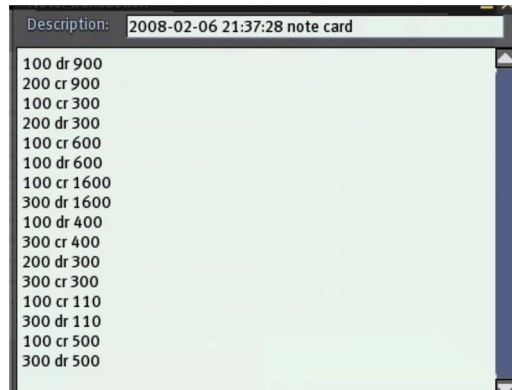 Description: 2008-02-06 21:37:28 note card
100 dr 900
200 cr 900
100 cr 300
200 dr 300
100 cr 600
100 dr 600
100 cr 1600
300 dr 1600
100 dr 400
300 cr 400
200 dr 300
300 cr 300
100 cr 110
300 dr 110
100 cr 500
300 dr 500